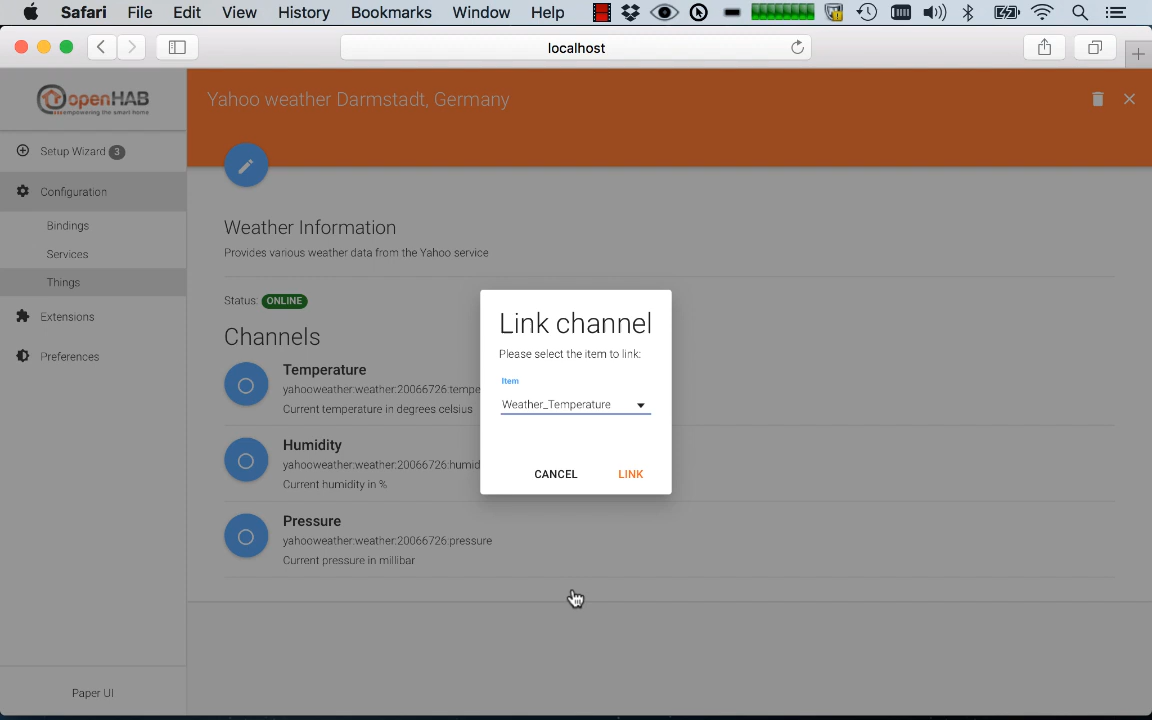 Safari File Edit View History Bookmarks Window Help
localhost
openHAB
empowering the smart home
Yahoo weather Darmstadt, Germany
Setup Wizard 3
Configuration
Bindings
Services
Things
Extensions
Preferences
Paper UI
Weather Information
Provides various weather data from the Yahoo service
Status: ONLINE
Channels
Temperature
yahooweather:weather:20066726:tempe
Current temperature in degrees celsius
Humidity
yahooweather:weather:20066726:humid
Current humidity in %
Pressure
yahooweather:weather:20066726:pressure
Current pressure in millibar
Link channel
Please select the item to link:
Item
Weather_Temperature
CANCEL LINK